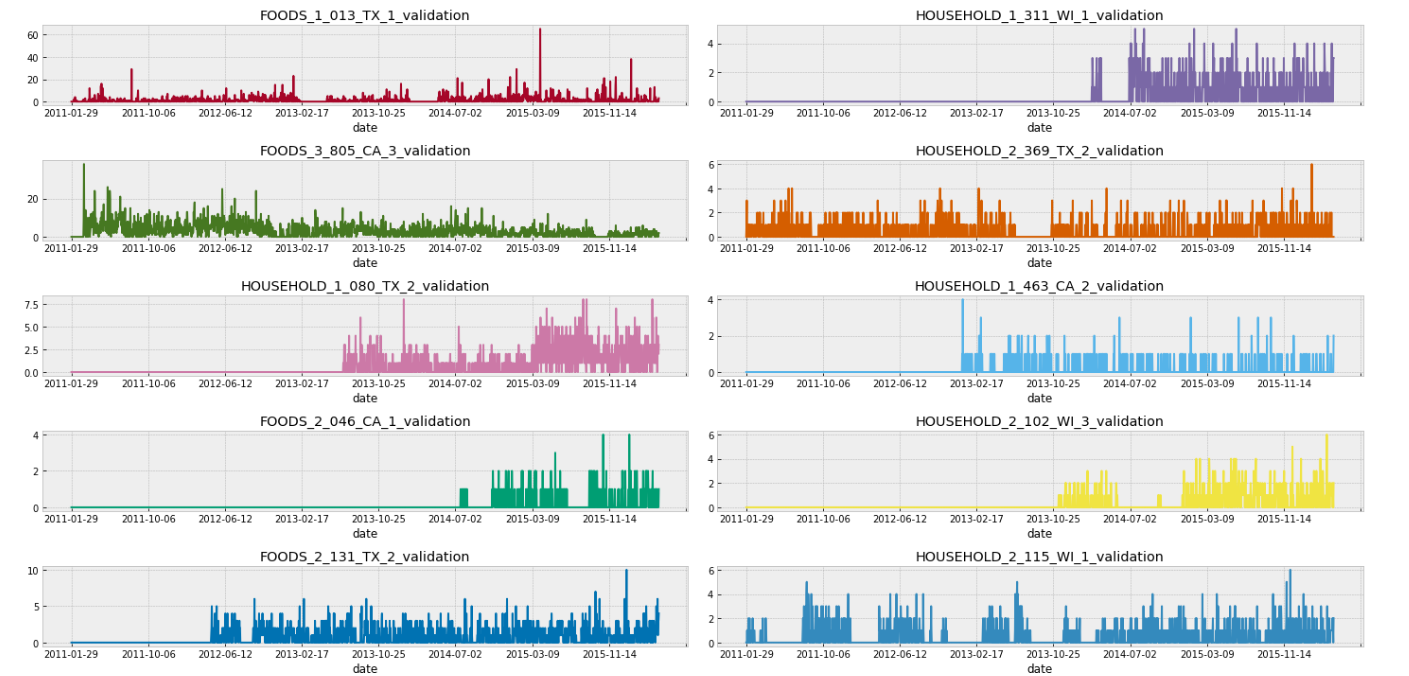 FOODS_1_013_TX_1_validation
60
40
20
0
2011-01-29 2011-10-06 2012-06-12 2013-02-17 2013-10-25 2014-07-02 2015-03-09 2015-11-14
date
HOUSEHOLD_1_311_WI_1_validation
4
2
0
2011-01-29 2011-10-06 2012-06-12 2013-02-17 2013-10-25 2014-07-02 2015-03-09 2015-11-14
date
FOODS_3_805_CA_3_validation
20
0
2011-01-29 2011-10-06 2012-06-12 2013-02-17 2013-10-25 2014-07-02 2015-03-09 2015-11-14
date
HOUSEHOLD_2_369_TX_2_validation
6
4
2
0
2011-01-29 2011-10-06 2012-06-12 2013-02-17 2013-10-25 2014-07-02 2015-03-09 2015-11-14
date
HOUSEHOLD_1_080_TX_2_validation
7.5
5.0
2.5
0.0
2011-01-29 2011-10-06 2012-06-12 2013-02-17 2013-10-25 2014-07-02 2015-03-09 2015-11-14
date
HOUSEHOLD_1_463_CA_2_validation
4
2
0
2011-01-29 2011-10-06 2012-06-12 2013-02-17 2013-10-25 2014-07-02 2015-03-09 2015-11-14
date
FOODS_2_046_CA_1_validation
4
2
0
2011-01-29 2011-10-06 2012-06-12 2013-02-17 2013-10-25 2014-07-02 2015-03-09 2015-11-14
date
HOUSEHOLD_2_102_WI_3_validation
6
4
2
0
2011-01-29 2011-10-06 2012-06-12 2013-02-17 2013-10-25 2014-07-02 2015-03-09 2015-11-14
date
FOODS_2_131_TX_2_validation
10
5
0
2011-01-29 2011-10-06 2012-06-12 2013-02-17 2013-10-25 2014-07-02 2015-03-09 2015-11-14
date
HOUSEHOLD_2_115_WI_1_validation
6
4
2
0
2011-01-29 2011-10-06 2012-06-12 2013-02-17 2013-10-25 2014-07-02 2015-03-09 2015-11-14
date